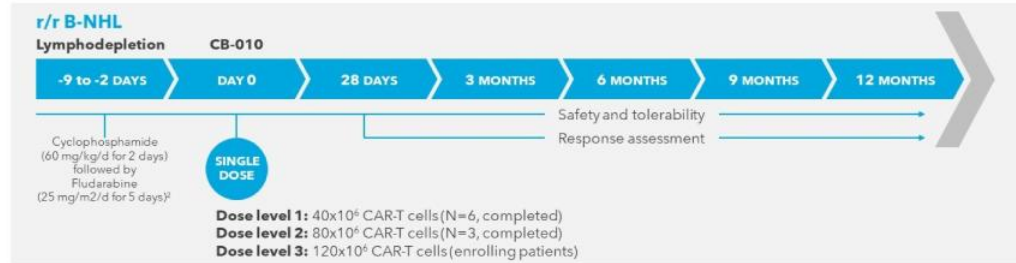 r/r B-NHL
Lymphodepletion CB-010
-9 to -2 DAYS DAY 0 28 DAYS 3 MONTHS 6 MONTHS 9 MONTHS 12 MONTHS
Safety and tolerability
Response assessment
Cyclophosphamide
(60 mg/kg/d for 2 days)
followed by
Fludarabine
(25 mg/m2/d for 5 days)²
SINGLE
DOSE
Dose level 1: 40x10⁶ CAR-T cells (N=6, completed)
Dose level 2: 80x10⁶ CAR-T cells (N=3, completed)
Dose level 3: 120x10⁶ CAR-T cells (enrolling patients)